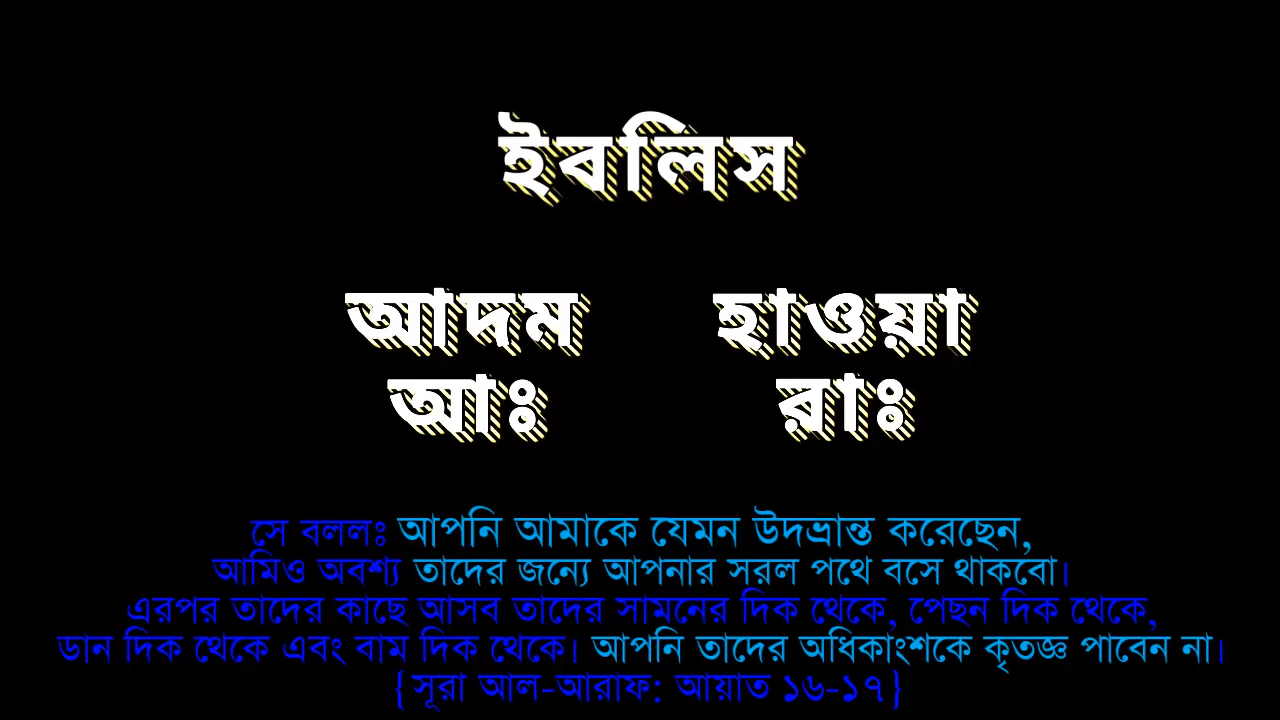 ইবলিস
আদম হাওয়া
আঃ রাঃ
সে বললঃ আপনি আমাকে যেমন উদভ্রান্ত করেছেন,
আমিও অবশ্য তাদের জন্যে আপনার সরল পথে বসে থাকবো।
এরপর তাদের কাছে আসব তাদের সামনের দিক থেকে, পেছন দিক থেকে,
ডান দিক থেকে এবং বাম দিক থেকে। আপনি তাদের অধিকাংশকে কৃতজ্ঞ পাবেন না।
{সূরা আল-আরাফ: আয়াত ১৬-১৭}